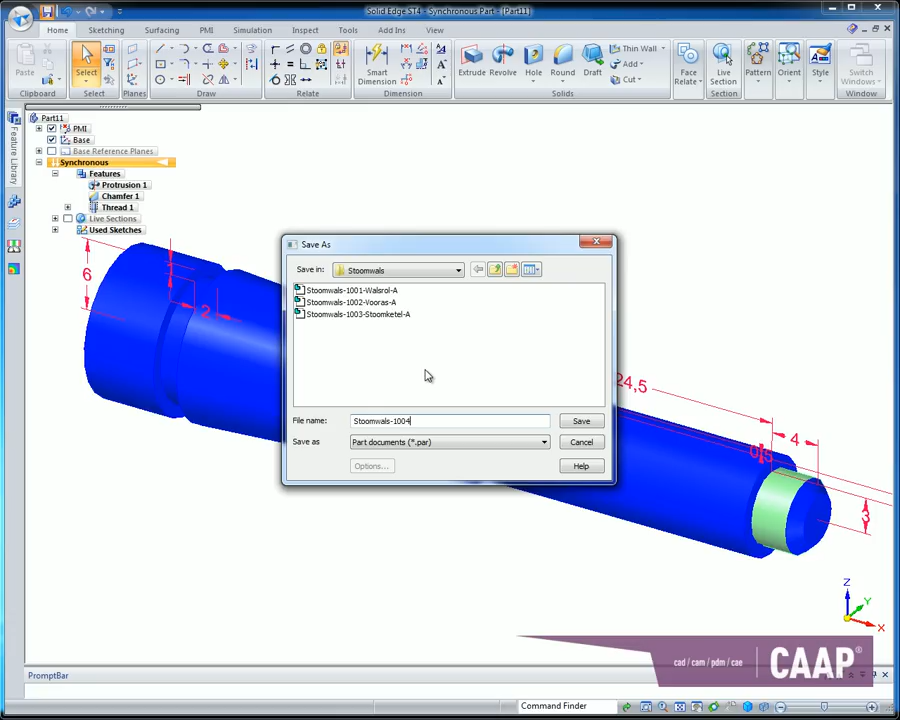 Solid Edge ST4 - Synchronous Part - [Part11]
Home Sketching Surfacing PMI Simulation Inspect Tools Add Ins View
Paste
Select
Smart
Dimension
Extrude Revolve Hole Round Draft
Thin Wall
Add
Cut
Face
Relate
Live
Section
Pattern Orient Style
Switch
Windows
Clipboard Select Planes Draw Relate Dimension Solids Section Window
Feature Library
Part11
PMI
Base
Base Reference Planes
Synchronous
Features
Protrusion 1
Chamfer 1
Thread 1
Live Sections
Used Sketches
6
2
Save As
Save in: Stoomwals
Stoomwals-1001-Walsrol-A
Stoomwals-1002-Vooras-A
Stoomwals-1003-Stoomketel-A
File name: Stoomwals-1004 Save
Save as Part documents (*.par) Cancel
Options... Help
24,5
4
0,5
3
Z
Y
X
cad / cam / pdm / cae CAAP®
PromptBar
Command Finder